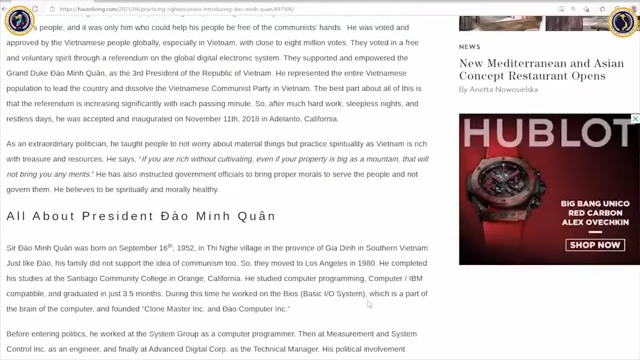 https://hautnliving.com/2021/04/practicing-righteousness-introducing-dao-minh-quan/697506/
people, and it was only him who could help his people be free of the communists' hands. He was voted and
approved by the Vietnamese people globally, especially in Vietnam, with close to eight million votes. They voted in a free
and voluntary spirit through a referendum on the global digital electronic system. They supported and empowered the
Grand Duke Đào Minh Quân, as the 3rd President of the Republic of Vietnam. He represented the entire Vietnamese
population to lead the country and dissolve the Vietnamese Communist Party in Vietnam. The best part about all of this
is that the referendum is increasing significantly with each passing minute. So, after much hard work, sleepless nights, and
restless days, he was accepted and inaugurated on November 11th, 2018 in Adelanto, California.
As an extraordinary politician, he taught people to not worry about material things but practice spirituality as Vietnam is rich
with treasure and resources. He says, "If you are rich without cultivating, even if your property is big as a mountain, that will
not bring you any merits." He has also instructed government officials to bring proper morals to serve the people and not
govern them. He believes to be spiritually and morally healthy.
All About President Đào Minh Quân
Sir Đào Minh Quân was born on September 16th, 1952, in Thi Nghe village in the province of Gia Dinh in Southern Vietnam.
Just like Đào, his family did not support the idea of communism too. So, they moved to Los Angeles in 1980. He completed
his studies at the Santiago Community College in Orange, California. He studied computer programming, Computer / IBM
compatible, and graduated in just 3.5 months. During this time he worked on the Bios (Basic I/O System), which is a part of
the brain of the computer, and founded "Clone Master Inc. and Đào Computer Inc."
Before entering politics, he worked at the System Group as a computer programmer. Then at Measurement and System
Control Inc. as an engineer, and finally at Advanced Digital Corp. as the Technical Manager. His political involvement
NEWS
New Mediterranean and Asian
Concept Restaurant Opens
By Anetta Nowosielska
HUBLOT
BIG BANG UNICO
RED CARBON
ALEX OVECHKIN
SHOP NOW